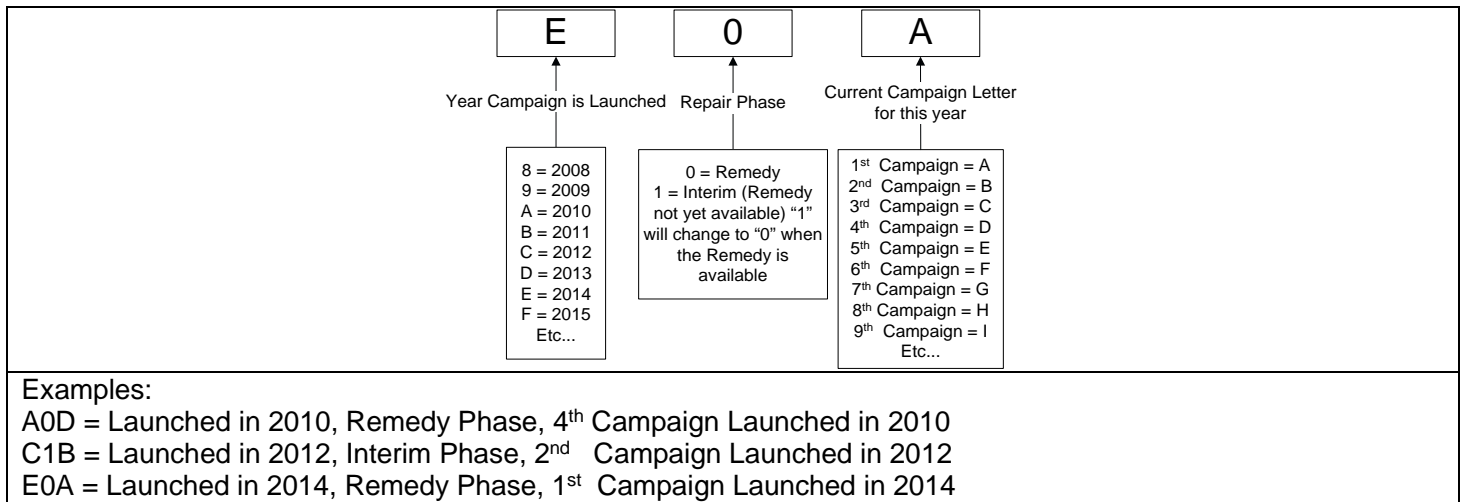 E
0
A
Year Campaign is Launched
Repair Phase
Current Campaign Letter
for this year
8 = 2008
9 = 2009
A = 2010
B = 2011
C = 2012
D = 2013
E = 2014
F = 2015
Etc...
0 = Remedy
1 = Interim (Remedy
not yet available) “1”
will change to “0” when
the Remedy is
available
1st Campaign = A
2nd Campaign = B
3rd Campaign = C
4th Campaign = D
5th Campaign = E
6th Campaign = F
7th Campaign = G
8th Campaign = H
9th Campaign = I
Etc...
Examples:
A0D = Launched in 2010, Remedy Phase, 4th Campaign Launched in 2010
C1B = Launched in 2012, Interim Phase, 2nd Campaign Launched in 2012
E0A = Launched in 2014, Remedy Phase, 1st Campaign Launched in 2014